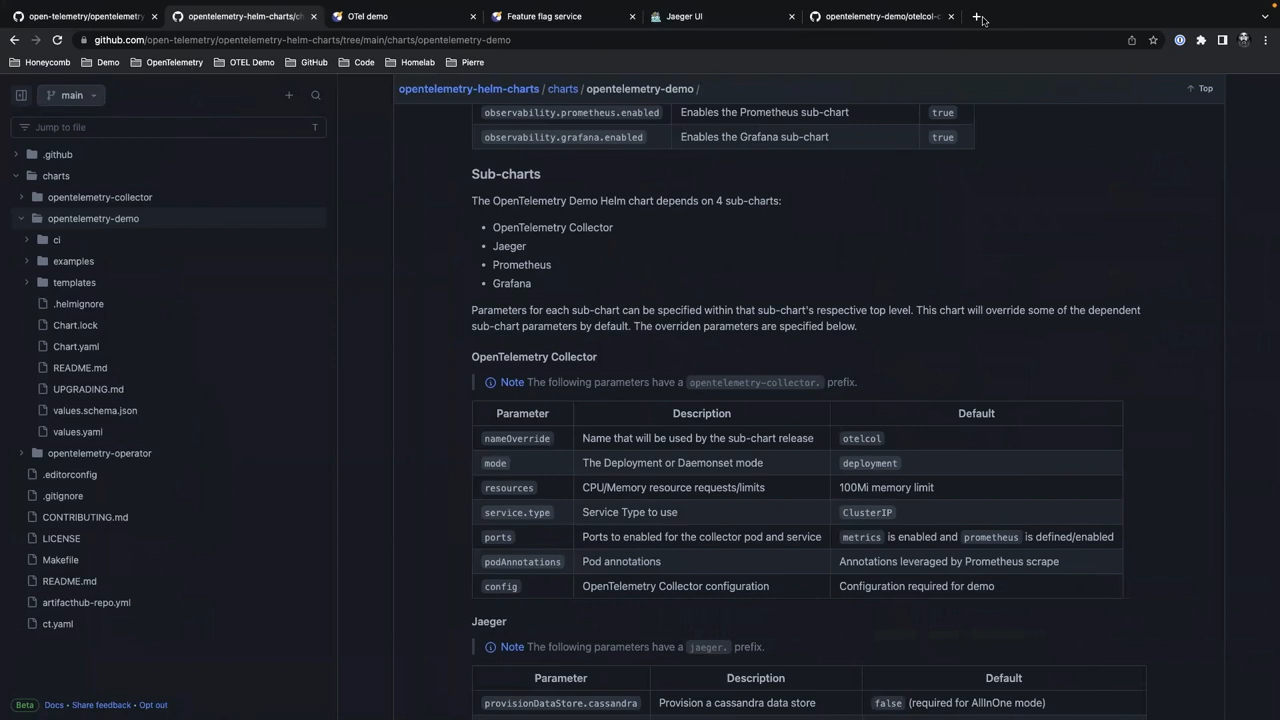 open-telemetry/opentelemetry
opentelemetry-helm-charts/ch
OTel demo
Feature flag service
Jaeger UI
opentelemetry-demo/otelcol-c
github.com/open-telemetry/opentelemetry-helm-charts/tree/main/charts/opentelemetry-demo
Honeycomb
Demo
OpenTelemetry
OTEL Demo
GitHub
Code
Homelab
Pierre
main
Jump to file
T
.github
charts
opentelemetry-collector
opentelemetry-demo
ci
examples
templates
.helmignore
Chart.lock
Chart.yaml
README.md
UPGRADING.md
values.schema.json
values.yaml
opentelemetry-operator
.editorconfig
.gitignore
CONTRIBUTING.md
LICENSE
Makefile
README.md
artifacthub-repo.yml
ct.yaml
Beta Docs · Share feedback · Opt out
opentelemetry-helm-charts / charts / opentelemetry-demo /
Top
observability.prometheus.enabled Enables the Prometheus sub-chart true
observability.grafana.enabled Enables the Grafana sub-chart true
Sub-charts
The OpenTelemetry Demo Helm chart depends on 4 sub-charts:
• OpenTelemetry Collector
• Jaeger
• Prometheus
• Grafana
Parameters for each sub-chart can be specified within that sub-chart's respective top level. This chart will override some of the dependent
sub-chart parameters by default. The overriden parameters are specified below.
OpenTelemetry Collector
Note The following parameters have a opentelemetry-collector. prefix.
Parameter Description Default
nameOverride Name that will be used by the sub-chart release otelcol
mode The Deployment or Daemonset mode deployment
resources CPU/Memory resource requests/limits 100Mi memory limit
service.type Service Type to use ClusterIP
ports Ports to enabled for the collector pod and service metrics is enabled and prometheus is defined/enabled
podAnnotations Pod annotations Annotations leveraged by Prometheus scrape
config OpenTelemetry Collector configuration Configuration required for demo
Jaeger
Note The following parameters have a jaeger. prefix.
Parameter Description Default
provisionDataStore.cassandra Provision a cassandra data store false (required for AllInOne mode)